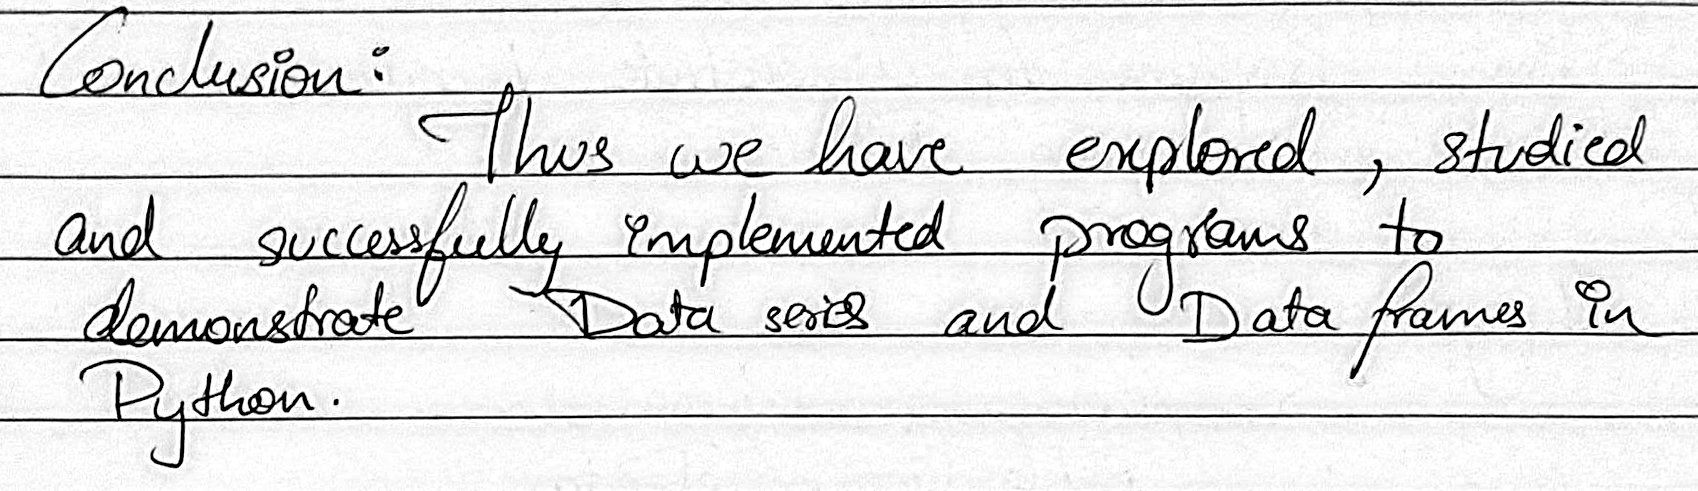 Conclusion:
Thus we have explored, studied
and successfully implemented programs to
demonstrate Data series and Data frames in
Python.